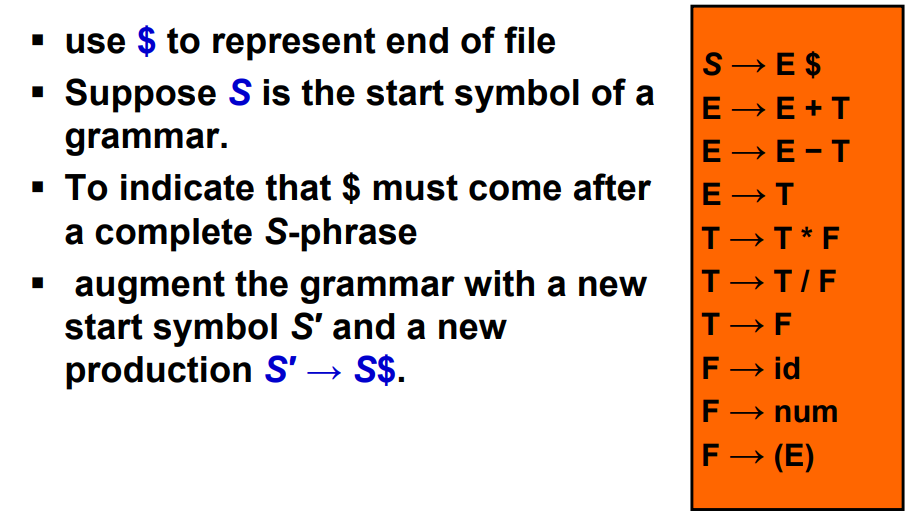 ▪ use $ to represent end of file
▪ Suppose S is the start symbol of a
grammar.
▪ To indicate that $ must come after
a complete S-phrase
▪ augment the grammar with a new
start symbol S′ and a new
production S′ → S$.
S → E $
E → E + T
E → E − T
E → T
T → T * F
T → T / F
T → F
F → id
F → num
F → (E)